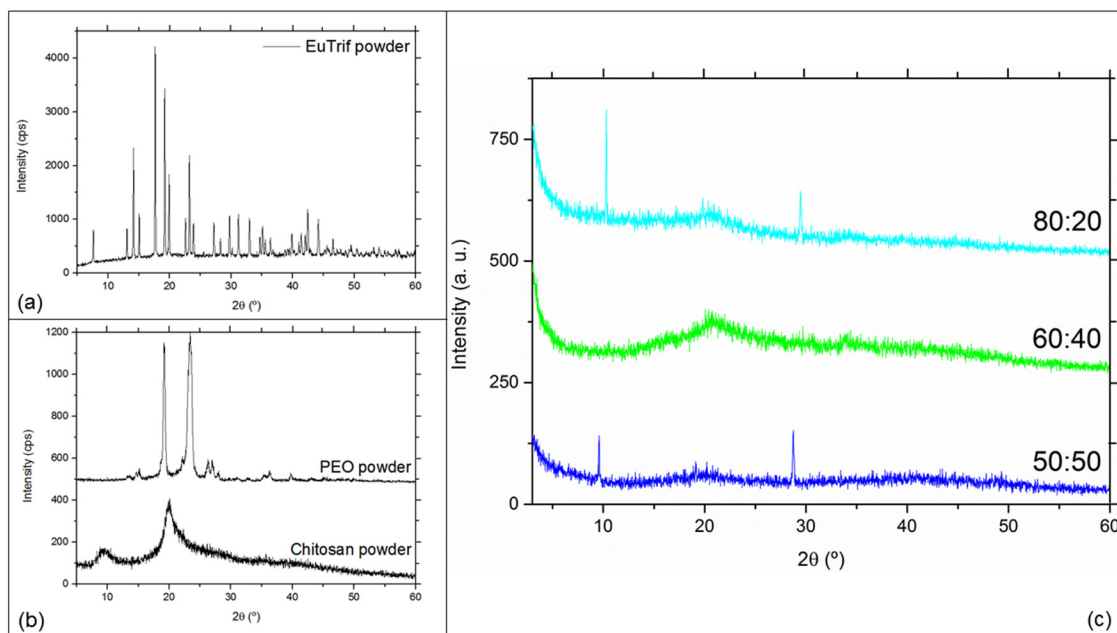 EuTrif powder
Intensity (cps)
4000
3000
2000
1000
0
10 20 30 40 50 60
2θ (º)
(a)
Intensity (cps)
1200
1000
800
600
400
200
0
PEO powder
Chitosan powder
10 20 30 40 50 60
2θ (º)
(b)
Intensity (a. u.)
750
500
250
0
80:20
60:40
50:50
10 20 30 40 50 60
2θ (º)
(c)